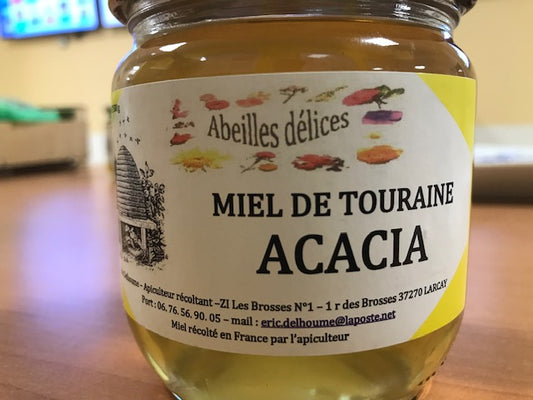 Abeilles délices
MIEL DE TOURAINE
ACACIA
Delhoume – Apiculteur récoltant –ZI Les Brosses N°1 – 1 r des Brosses 37270 LARCAY
Port : 06. 76. 56. 90. 05 – mail : eric.delhoume@laposte.net
Miel récolté en France par l'apiculteur